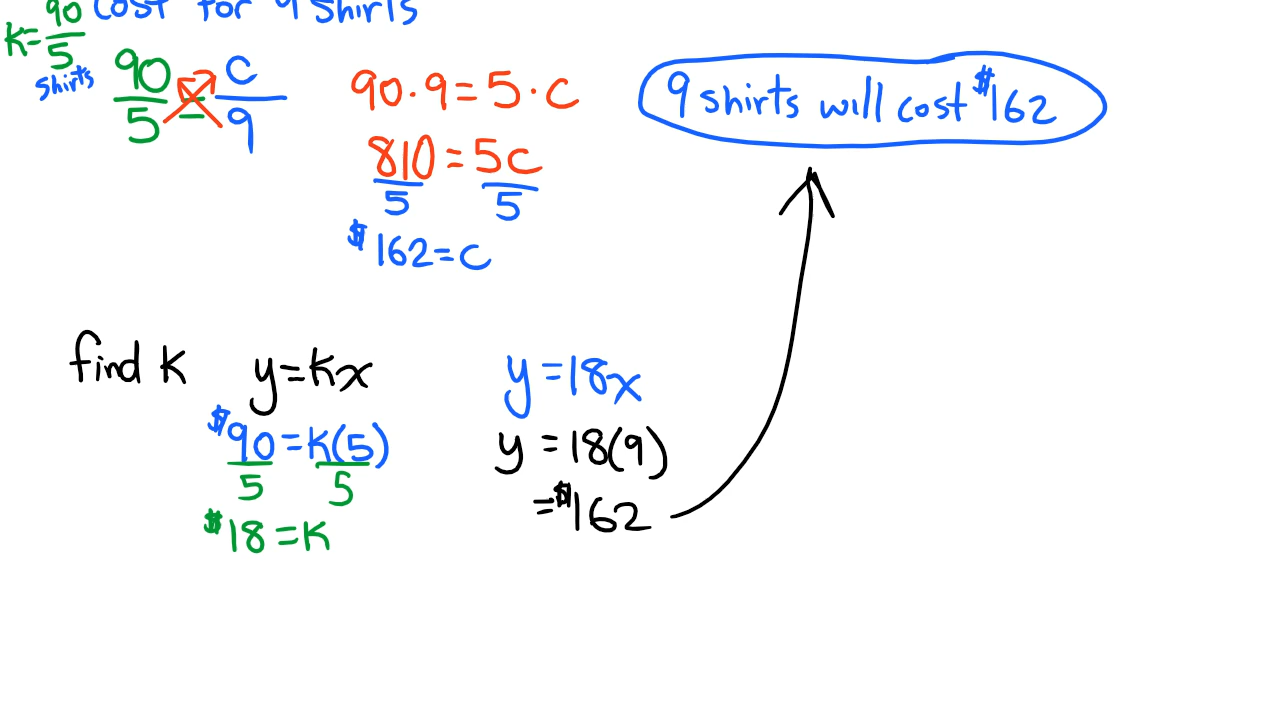 cost for 9 shirts
k=90/5
shirts
90/5 = c/9
90·9=5·c
810/5 = 5c/5
$162=c
9 shirts will cost $162
find k
y=kx
$90/5=k(5)/5
$18=k
y=18x
y=18(9)
=$162